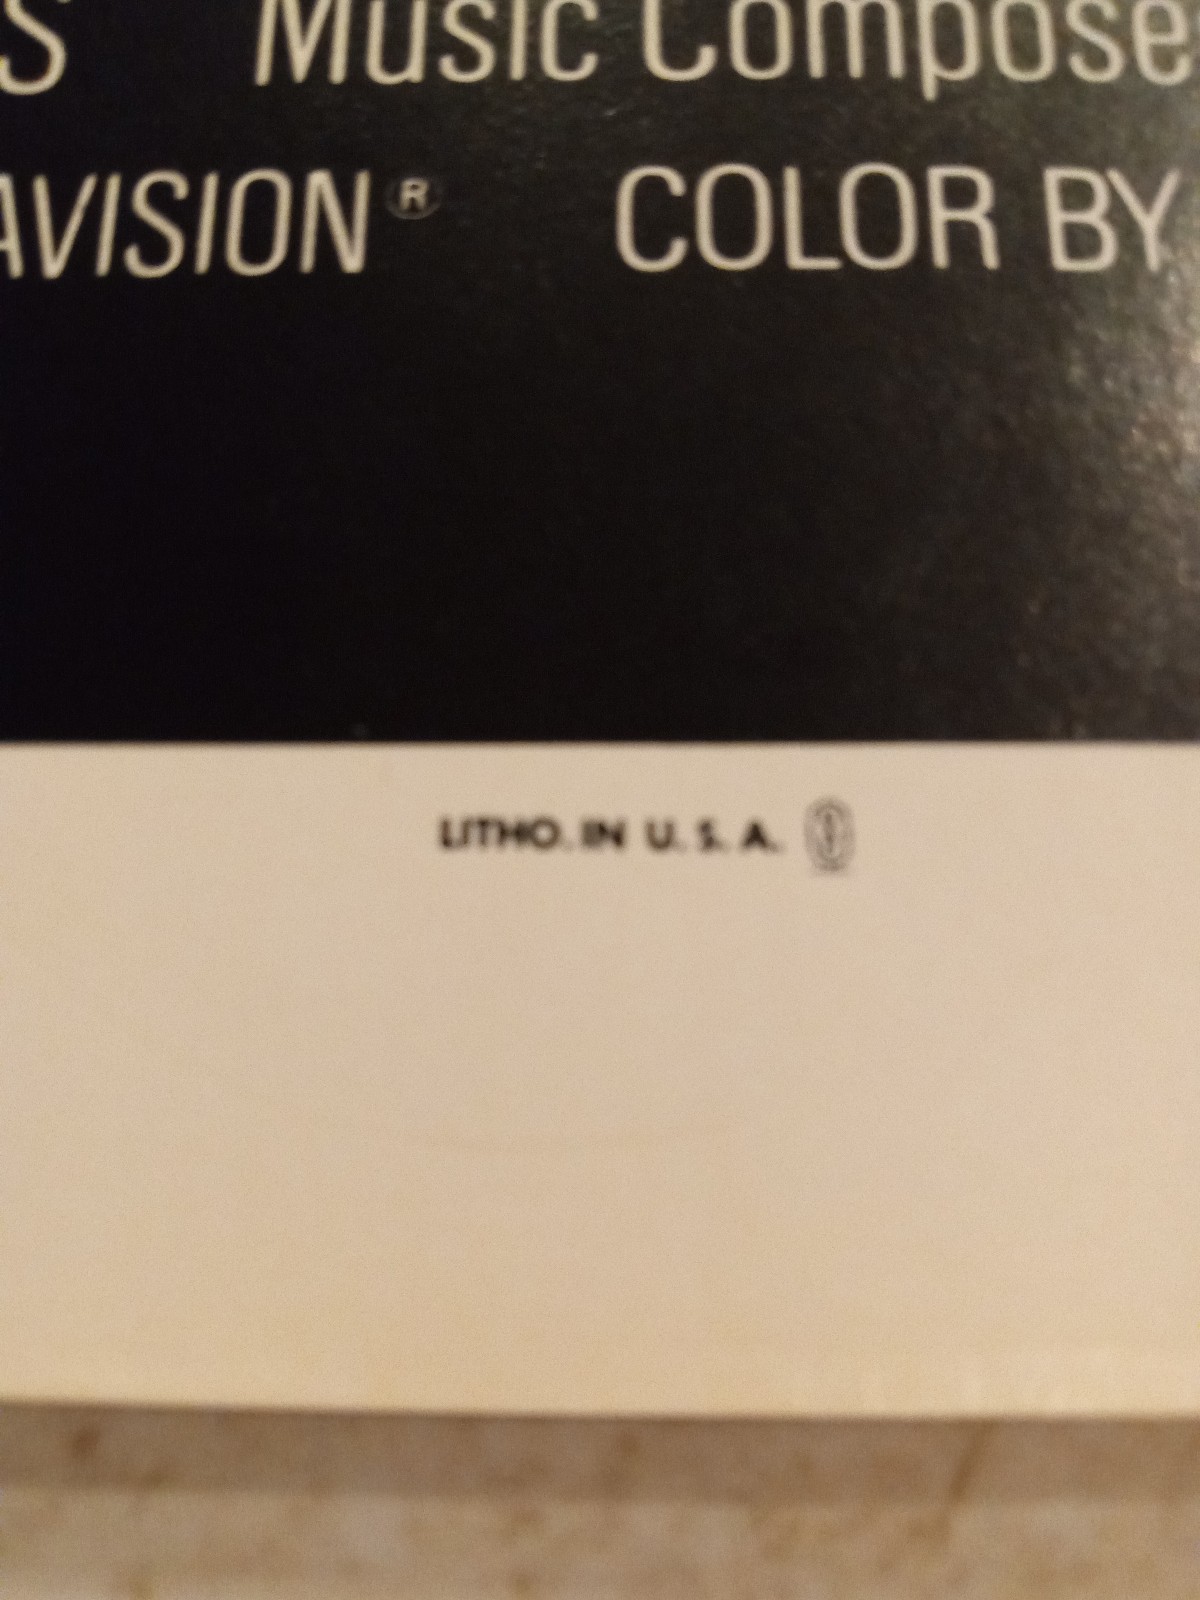 S Music Compose
AVISION® COLOR BY
LITHO. IN U. S. A.